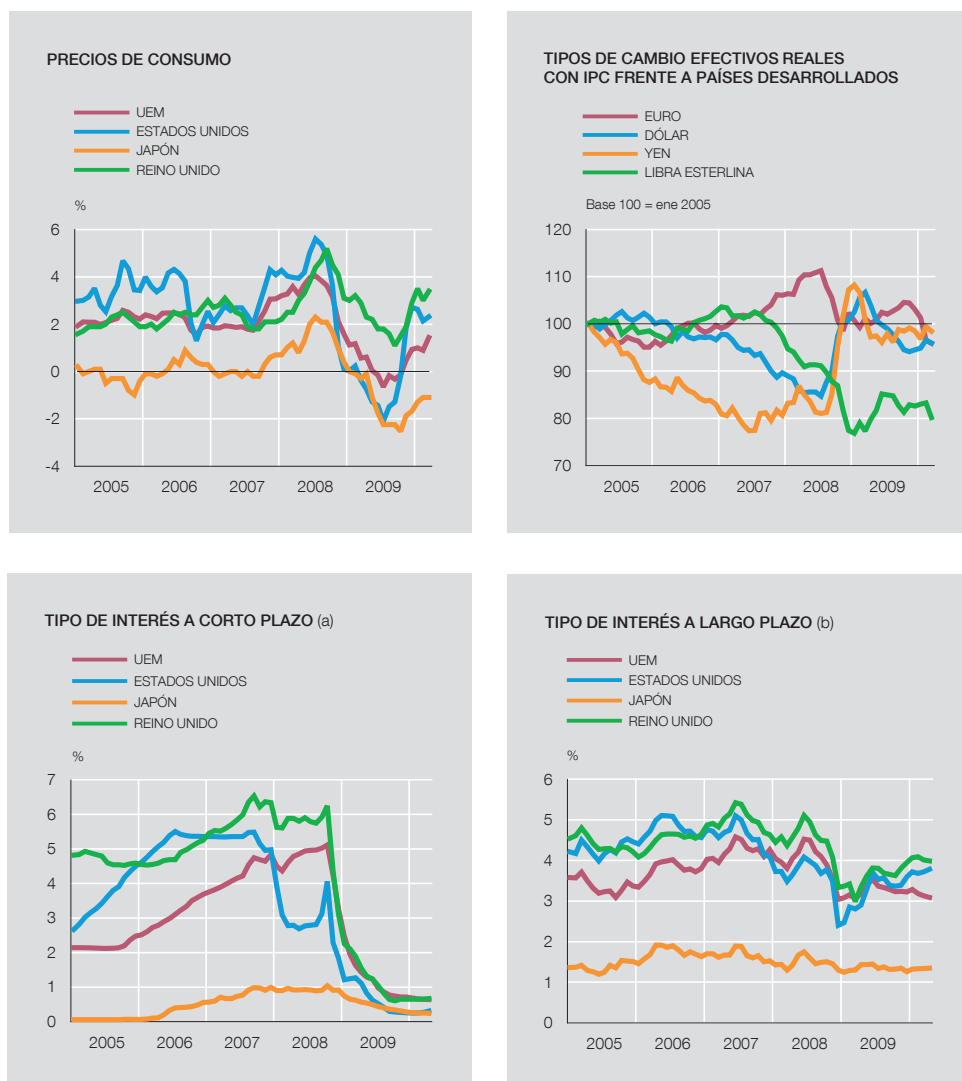 PRECIOS DE CONSUMO
UEM
ESTADOS UNIDOS
JAPÓN
REINO UNIDO
%
6
4
2
0
-2
-4
2005 2006 2007 2008 2009
TIPOS DE CAMBIO EFECTIVOS REALES
CON IPC FRENTE A PAÍSES DESARROLLADOS
EURO
DÓLAR
YEN
LIBRA ESTERLINA
Base 100 = ene 2005
120
110
100
90
80
70
2005 2006 2007 2008 2009
TIPO DE INTERÉS A CORTO PLAZO (a)
UEM
ESTADOS UNIDOS
JAPÓN
REINO UNIDO
%
7
6
5
4
3
2
1
0
2005 2006 2007 2008 2009
TIPO DE INTERÉS A LARGO PLAZO (b)
UEM
ESTADOS UNIDOS
JAPÓN
REINO UNIDO
%
6
5
4
3
2
1
0
2005 2006 2007 2008 2009